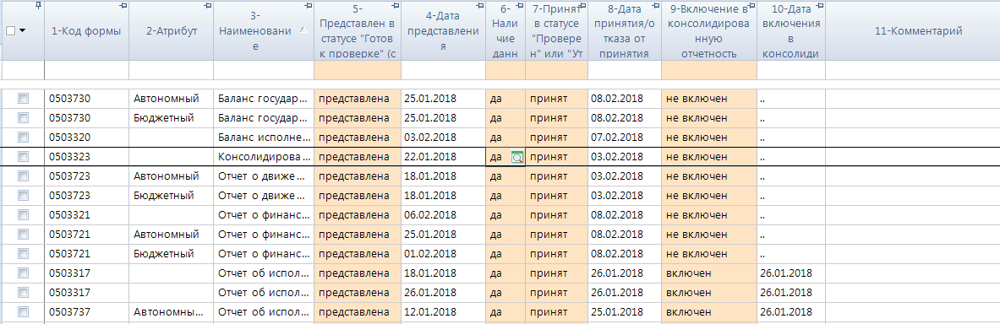 1-Код формы 2-Атрибут 3-Наименование 5-Представлен в статусе "Готов к проверке" (с 4-Дата представления 6-Наличие данн 7-Принят в статусе "Проверен" или "Ут 8-Дата принятия/отказа от принятия 9-Включение в консолидированную отчетность 10-Дата включения в консолиди 11-Комментарий
0503730 Автономный Баланс государ... представлена 25.01.2018 да принят 08.02.2018 не включен ..
0503730 Бюджетный Баланс государ... представлена 25.01.2018 да принят 08.02.2018 не включен ..
0503320 Баланс исполне... представлена 03.02.2018 да принят 07.02.2018 не включен ..
0503323 Консолидирова... представлена 22.01.2018 да принят 03.02.2018 не включен ..
0503723 Автономный Отчет о движе... представлена 18.01.2018 да принят 03.02.2018 не включен ..
0503723 Бюджетный Отчет о движе... представлена 18.01.2018 да принят 03.02.2018 не включен ..
0503321 Отчет о финанс... представлена 06.02.2018 да принят 08.02.2018 не включен ..
0503721 Автономный Отчет о финанс... представлена 25.01.2018 да принят 08.02.2018 не включен ..
0503721 Бюджетный Отчет о финанс... представлена 01.02.2018 да принят 08.02.2018 не включен ..
0503317 Отчет об испол... представлена 18.01.2018 да принят 26.01.2018 включен 26.01.2018
0503317 Отчет об испол... представлена 26.01.2018 да принят 26.01.2018 включен 26.01.2018
0503737 Автономны... Отчет об испол... представлена 12.01.2018 да принят 25.01.2018 включен 26.01.2018